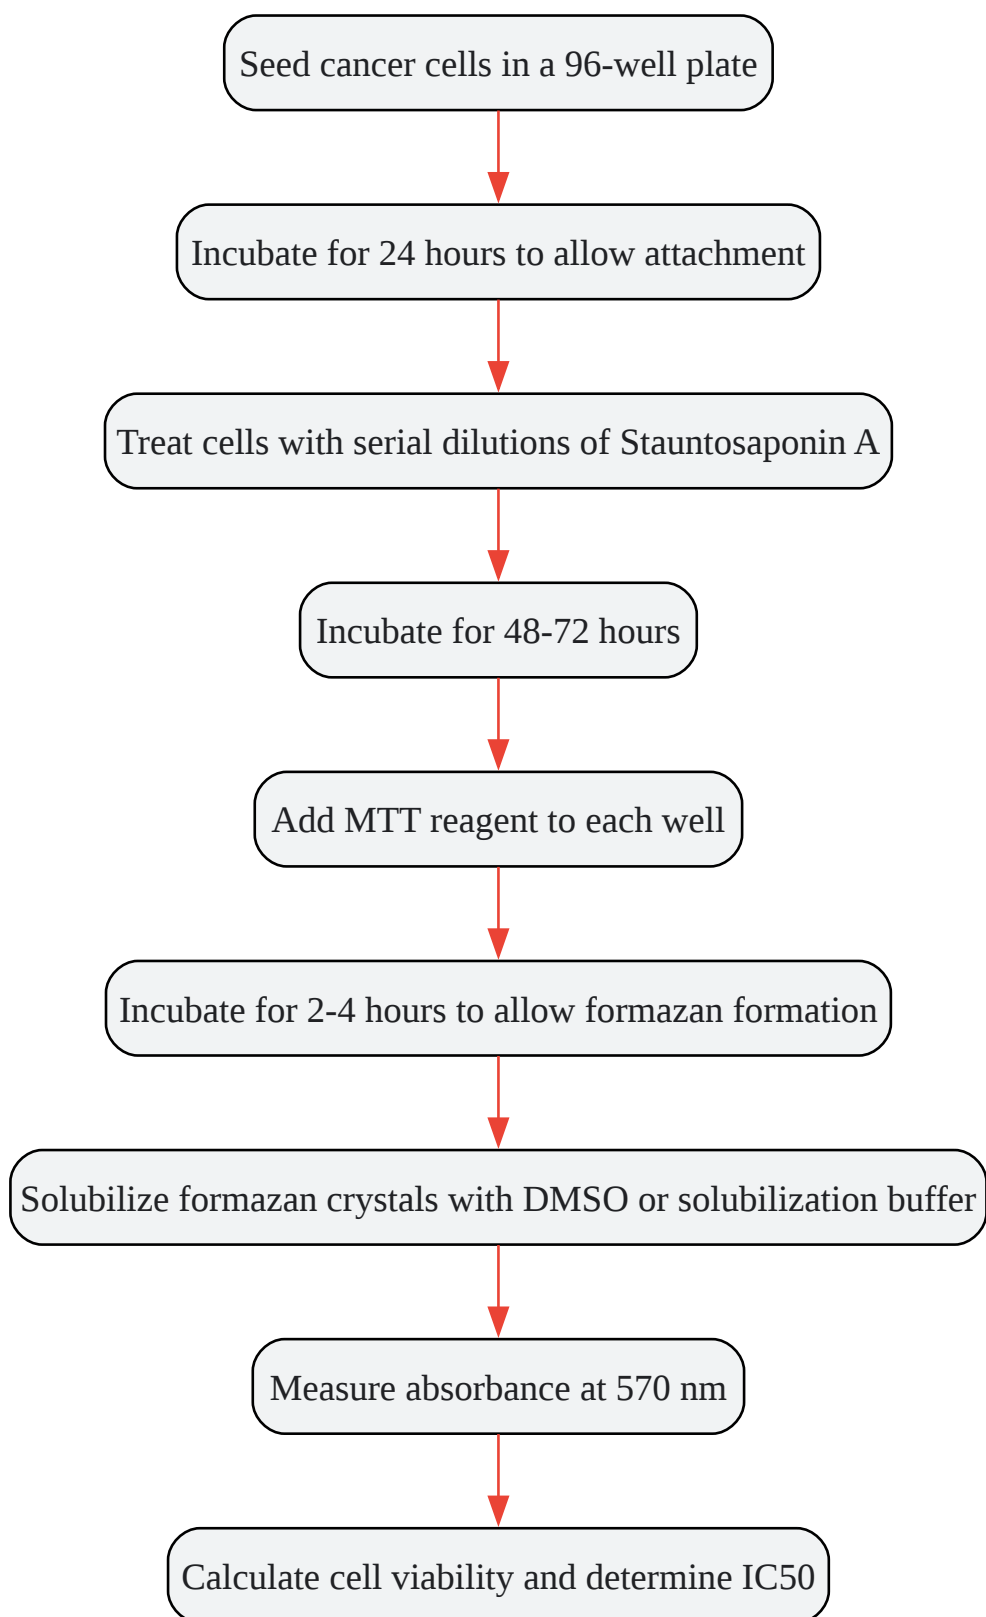 Seed cancer cells in a 96-well plate
Incubate for 24 hours to allow attachment
Treat cells with serial dilutions of Stauntosaponin A
Incubate for 48-72 hours
Add MTT reagent to each well
Incubate for 2-4 hours to allow formazan formation
Solubilize formazan crystals with DMSO or solubilization buffer
Measure absorbance at 570 nm
Calculate cell viability and determine IC50